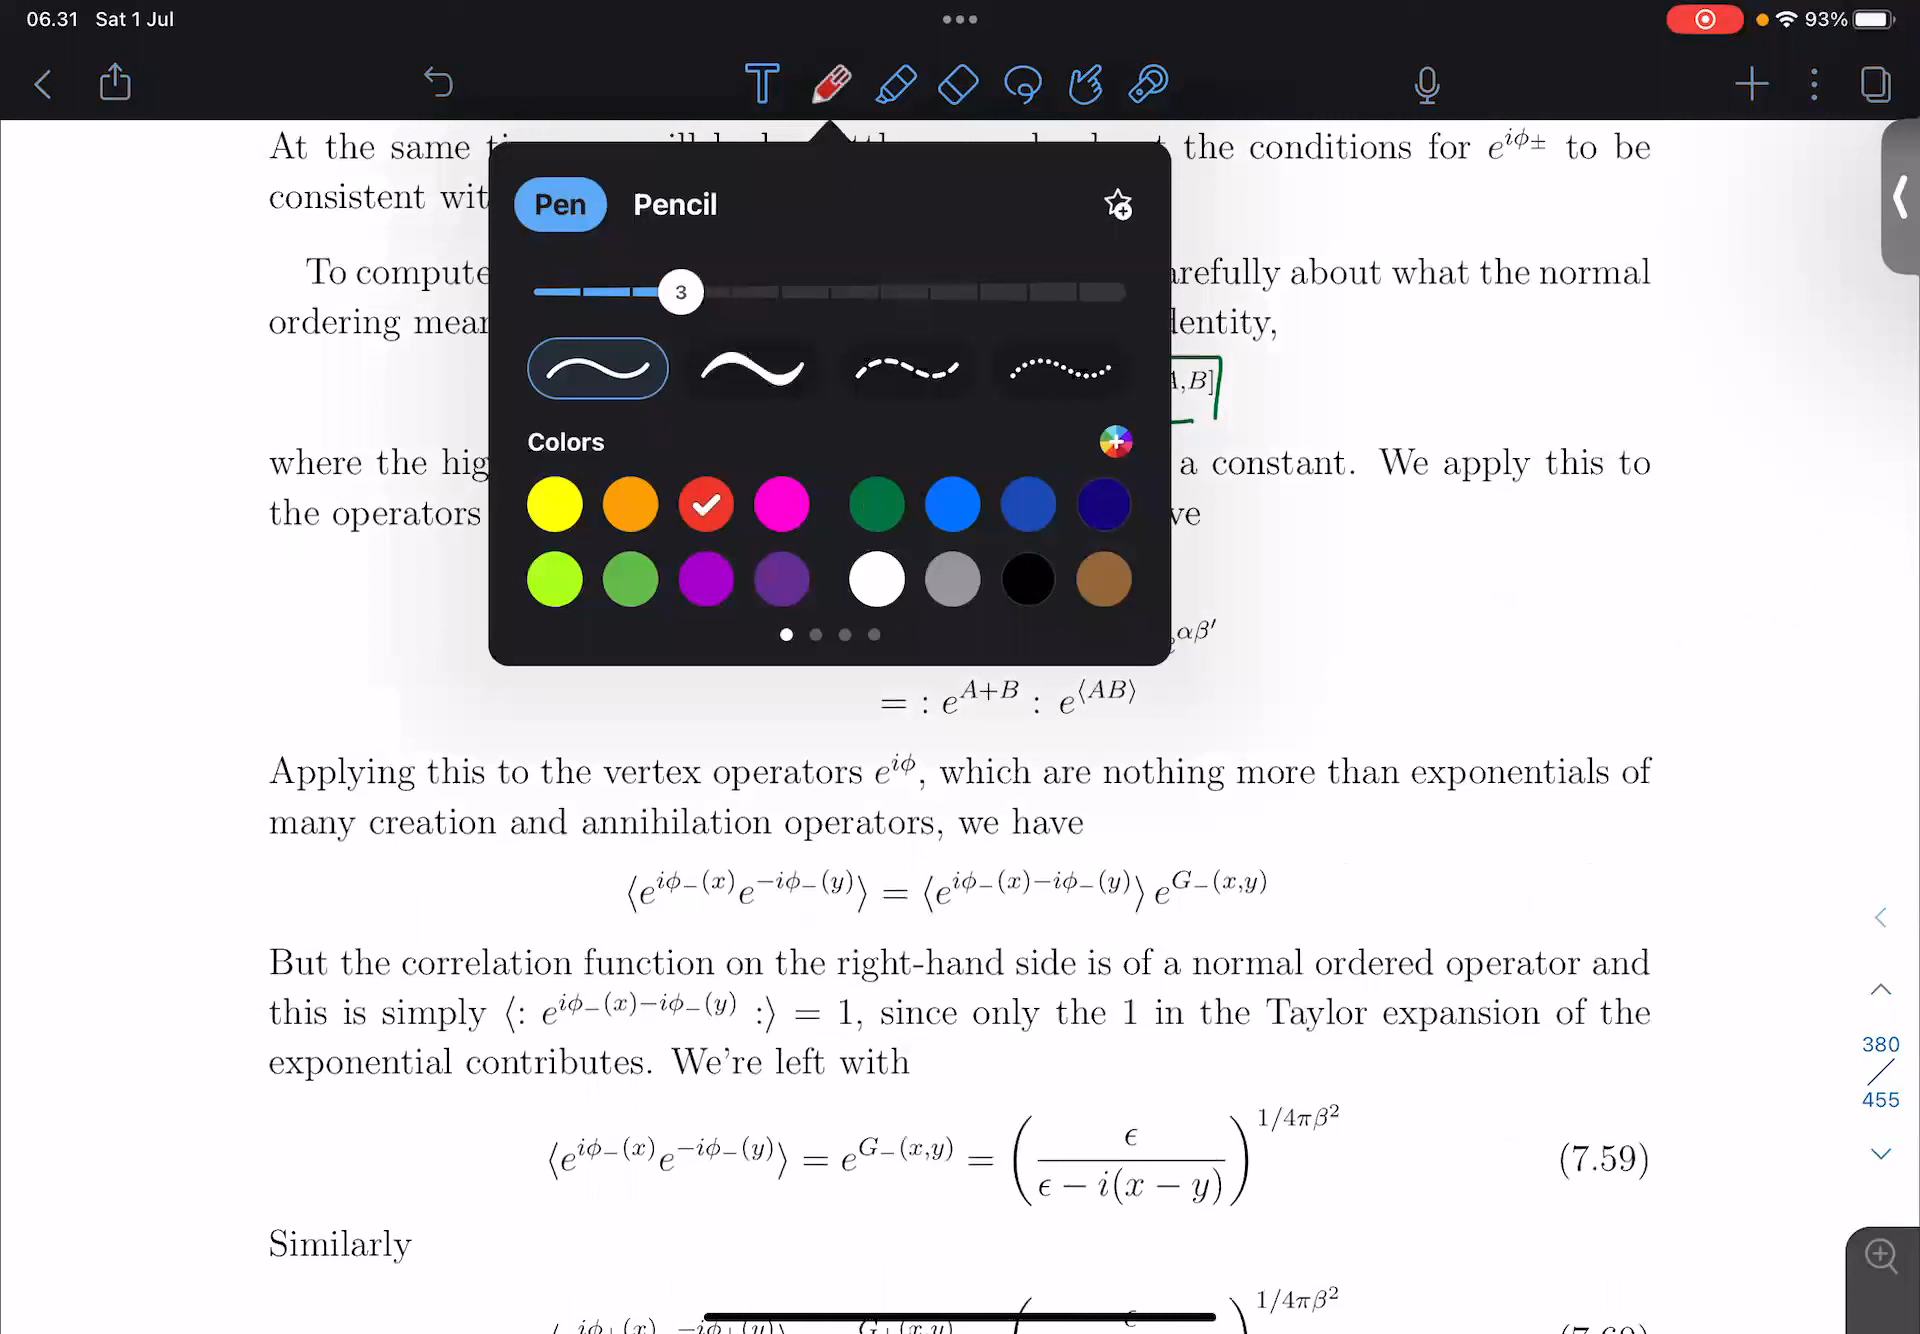 06.31 Sat 1 Jul
93%
At the same the conditions for e^{iϕ±} to be
consistent wit
Pen Pencil
To compute arefully about what the normal
3
ordering mean dentity,
A,B]
Colors
where the hig a constant. We apply this to
the operators ve
e^{αβ′}
= : e^{A+B} : e^{⟨AB⟩}
Applying this to the vertex operators e^{iϕ}, which are nothing more than exponentials of
many creation and annihilation operators, we have
⟨e^{iϕ₋(x)}e^{−iϕ₋(y)}⟩ = ⟨e^{iϕ₋(x)−iϕ₋(y)}⟩ e^{G₋(x,y)}
But the correlation function on the right-hand side is of a normal ordered operator and
this is simply ⟨: e^{iϕ₋(x)−iϕ₋(y)} :⟩ = 1, since only the 1 in the Taylor expansion of the
exponential contributes. We're left with
⟨e^{iϕ₋(x)}e^{−iϕ₋(y)}⟩ = e^{G₋(x,y)} = (ϵ / (ϵ − i(x − y)))^{1/4πβ²} (7.59)
380
455
Similarly
1/4πβ²